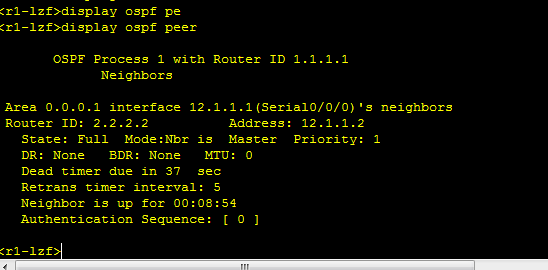 <r1-lzf>display ospf pe
<r1-lzf>display ospf peer
OSPF Process 1 with Router ID 1.1.1.1
Neighbors
Area 0.0.0.1 interface 12.1.1.1(Serial0/0/0)'s neighbors
Router ID: 2.2.2.2 Address: 12.1.1.2
State: Full Mode:Nbr is Master Priority: 1
DR: None BDR: None MTU: 0
Dead timer due in 37 sec
Retrans timer interval: 5
Neighbor is up for 00:08:54
Authentication Sequence: [ 0 ]
<r1-lzf>